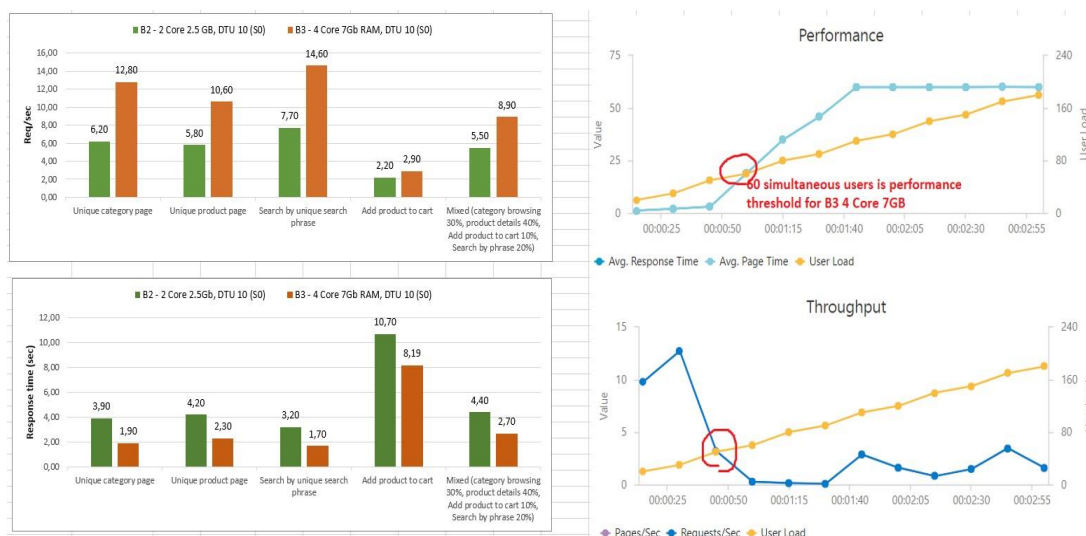 B2 - 2 Core 2.5 GB, DTU 10 (S0)
B3 - 4 Core 7Gb RAM, DTU 10 (S0)
16,00
14,00
12,00
10,00
8,00
6,00
4,00
2,00
0,00
Req/sec
6,20
12,80
5,80
10,60
7,70
14,60
2,20
2,90
5,50
8,90
Unique category page
Unique product page
Search by unique search
phrase
Add product to cart
Mixed (category browsing
30%, product details 40%,
Add product to cart 10%,
Search by phrase 20%)
B2 - 2 Core 2.5Gb, DTU 10 (S0)
B3 - 4 Core 7Gb RAM, DTU 10 (S0)
12,00
10,00
8,00
6,00
4,00
2,00
0,00
Response time (sec)
3,90
1,90
4,20
2,30
3,20
1,70
10,70
8,19
4,40
2,70
Unique category page
Unique product page
Search by unique search
phrase
Add product to cart
Mixed (category browsing
30%, product details 40%,
Add product to cart 10%,
Search by phrase 20%)
Performance
75
50
25
0
Value
240
160
80
0
User Load
60 simultaneous users is performance
threshold for B3 4 Core 7GB
00:00:25
00:00:50
00:01:15
00:01:40
00:02:05
00:02:30
00:02:55
Avg. Response Time
Avg. Page Time
User Load
Throughput
15
10
5
0
Value
240
160
80
0
00:00:25
00:00:50
00:01:15
00:01:40
00:02:05
00:02:30
00:02:55
Pages/Sec
Requests/Sec
User Load